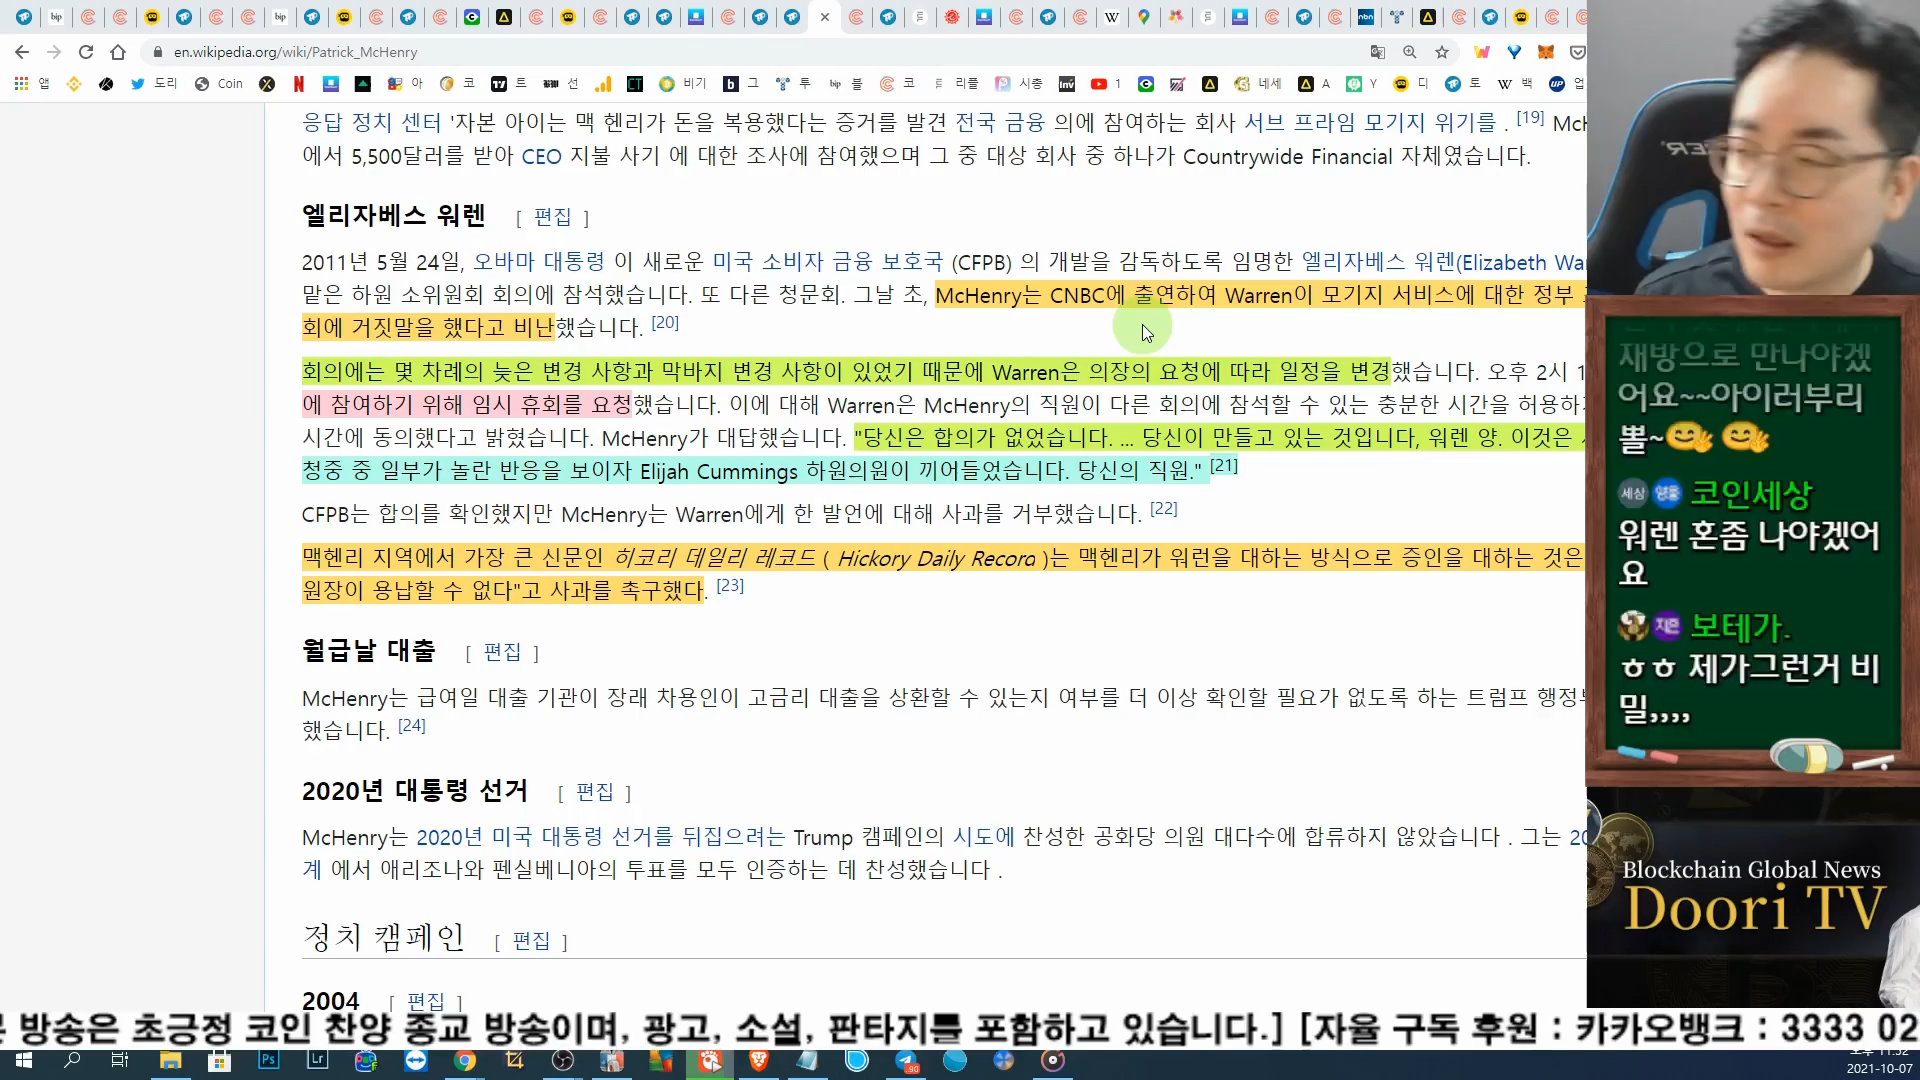 en.wikipedia.org/wiki/Patrick_McHenry
앱 도리 Coin 아 코 트 선 비기 그 투 블 코 리플 시총 1 네세 A Y 디 토 백 업
응답 정치 센터 '자본 아이는 맥 헨리가 돈을 복용했다는 증거를 발견 전국 금융 의에 참여하는 회사 서브 프라임 모기지 위기를 . [19]
에서 5,500달러를 받아 CEO 지불 사기 에 대한 조사에 참여했으며 그 중 대상 회사 중 하나가 Countrywide Financial 자체였습니다.
엘리자베스 워렌 [ 편집 ]
2011년 5월 24일, 오바마 대통령 이 새로운 미국 소비자 금융 보호국 (CFPB) 의 개발을 감독하도록 임명한 엘리자베스 워렌(Elizabeth
맡은 하원 소위원회 회의에 참석했습니다. 또 다른 청문회. 그날 초, McHenry는 CNBC에 출연하여 Warren이 모기지 서비스에 대한 정부
회에 거짓말을 했다고 비난했습니다. [20]
회의에는 몇 차례의 늦은 변경 사항과 막바지 변경 사항이 있었기 때문에 Warren은 의장의 요청에 따라 일정을 변경했습니다. 오후 2시
에 참여하기 위해 임시 휴회를 요청했습니다. 이에 대해 Warren은 McHenry의 직원이 다른 회의에 참석할 수 있는 충분한 시간을 허용하
시간에 동의했다고 밝혔습니다. McHenry가 대답했습니다. "당신은 합의가 없었습니다. ... 당신이 만들고 있는 것입니다, 워렌 양. 이것은
청중 중 일부가 놀란 반응을 보이자 Elijah Cummings 하원의원이 끼어들었습니다. 당신의 직원." [21]
CFPB는 합의를 확인했지만 McHenry는 Warren에게 한 발언에 대해 사과를 거부했습니다. [22]
맥헨리 지역에서 가장 큰 신문인 히코리 데일리 레코드 ( Hickory Daily Record )는 맥헨리가 워런을 대하는 방식으로 증인을 대하는 것은
원장이 용납할 수 없다"고 사과를 촉구했다. [23]
월급날 대출 [ 편집 ]
McHenry는 급여일 대출 기관이 장래 차용인이 고금리 대출을 상환할 수 있는지 여부를 더 이상 확인할 필요가 없도록 하는 트럼프
했습니다. [24]
2020년 대통령 선거 [ 편집 ]
McHenry는 2020년 미국 대통령 선거를 뒤집으려는 Trump 캠페인의 시도에 찬성한 공화당 의원 대다수에 합류하지 않았습니다 . 그는
계 에서 애리조나와 펜실베니아의 투표를 모두 인증하는 데 찬성했습니다 .
정치 캠페인 [ 편집 ]
2004 [ 편집 ]
재방으로 만나야겠
어요~~아이러부리
뽈~
세상 영웅 코인세상
워렌 혼좀 나야겠어
요
보테가.
ㅎㅎ 제가그런거 비
밀,,,,
Blockchain Global News
Doori TV
방송은 초긍정 코인 찬양 종교 방송이며, 광고, 소설, 판타지를 포함하고 있습니다.] [자율 구독 후원 : 카카오뱅크 : 3333 02
2021-10-07